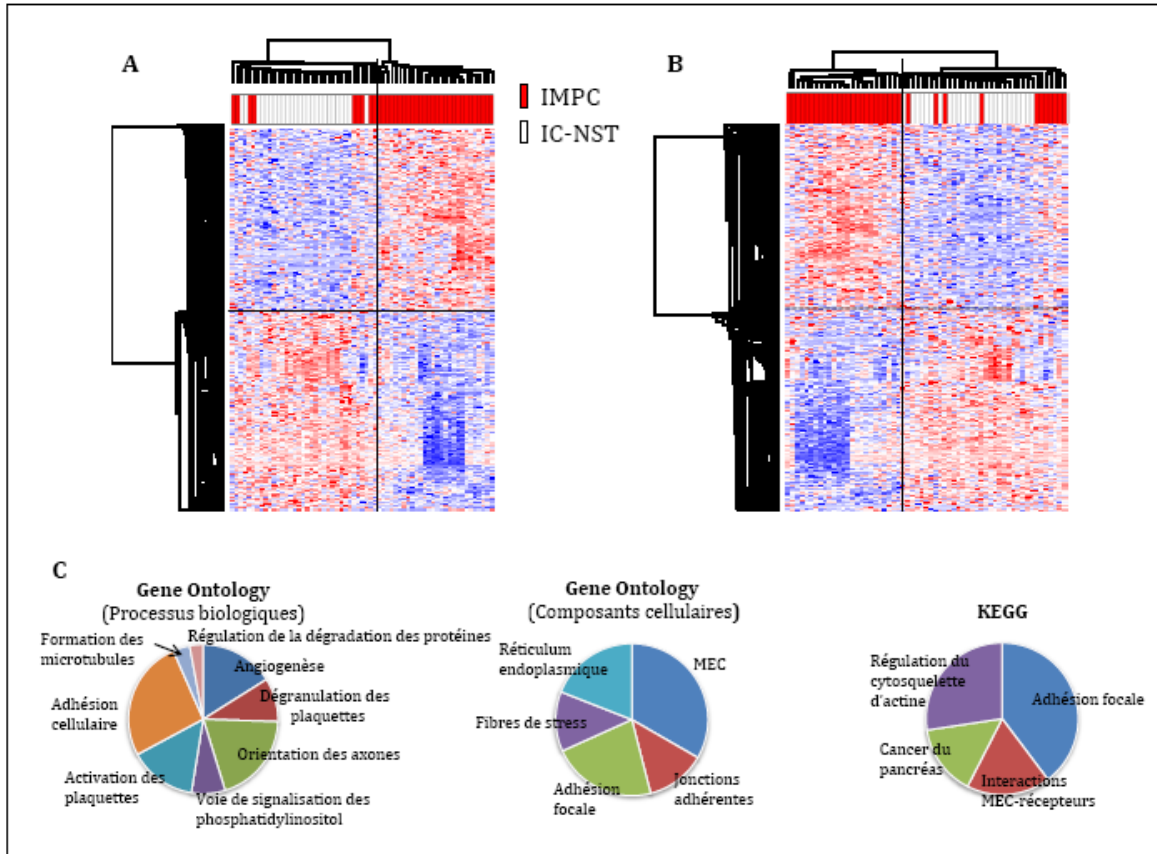 A
B
IMPC
IC-NST
C
Gene Ontology
(Processus biologiques)
Formation des
microtubules
Régulation de la dégradation des protéines
Angiogenèse
Dégranulation des
plaquettes
Adhésion
cellulaire
Orientation des axones
Activation des
plaquettes
Voie de signalisation des
phosphatidylinositol
Gene Ontology
(Composants cellulaires)
Réticulum
endoplasmique
MEC
Fibres de stress
Adhésion
focale
Jonctions
adhérentes
KEGG
Régulation du
cytosquelette
d'actine
Adhésion focale
Cancer du
pancréas
Interactions
MEC-récepteurs